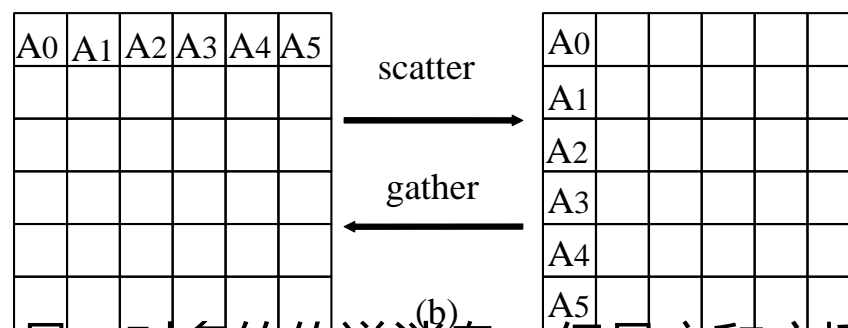 A0 A1 A2 A3 A4 A5
scatter
gather
(b)
A0
A1
A2
A3
A4
A5